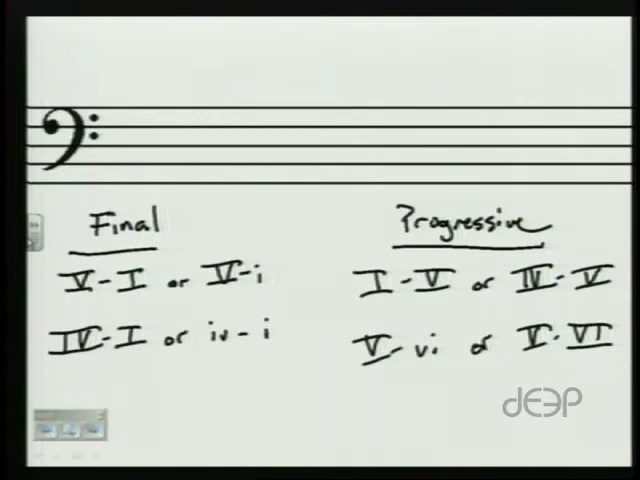 Final Progressive
V-I or V-i I-V or IV-V
IV-I or iv-i V-vi or V-VI
dEEP